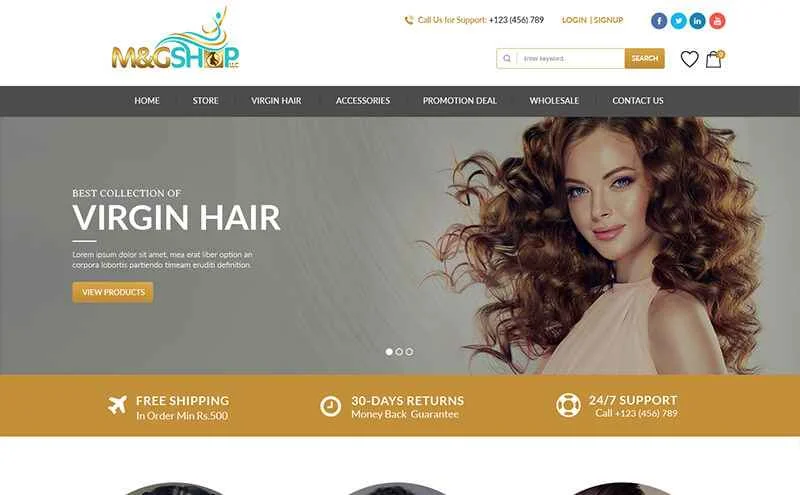 M&GSHOP
LLC
Call Us for Support: +123 (456) 789
LOGIN | SIGNUP
Enter keyword.
SEARCH
0
HOME
STORE
VIRGIN HAIR
ACCESSORIES
PROMOTION DEAL
WHOLESALE
CONTACT US
BEST COLLECTION OF
VIRGIN HAIR
Lorem ipsum dolor sit amet, mea erat liber option an
corpora lobortis partiendo timeam eruditi definition.
VIEW PRODUCTS
FREE SHIPPING
In Order Min Rs.500
30-DAYS RETURNS
Money Back Guarantee
24/7 SUPPORT
Call +123 (456) 789